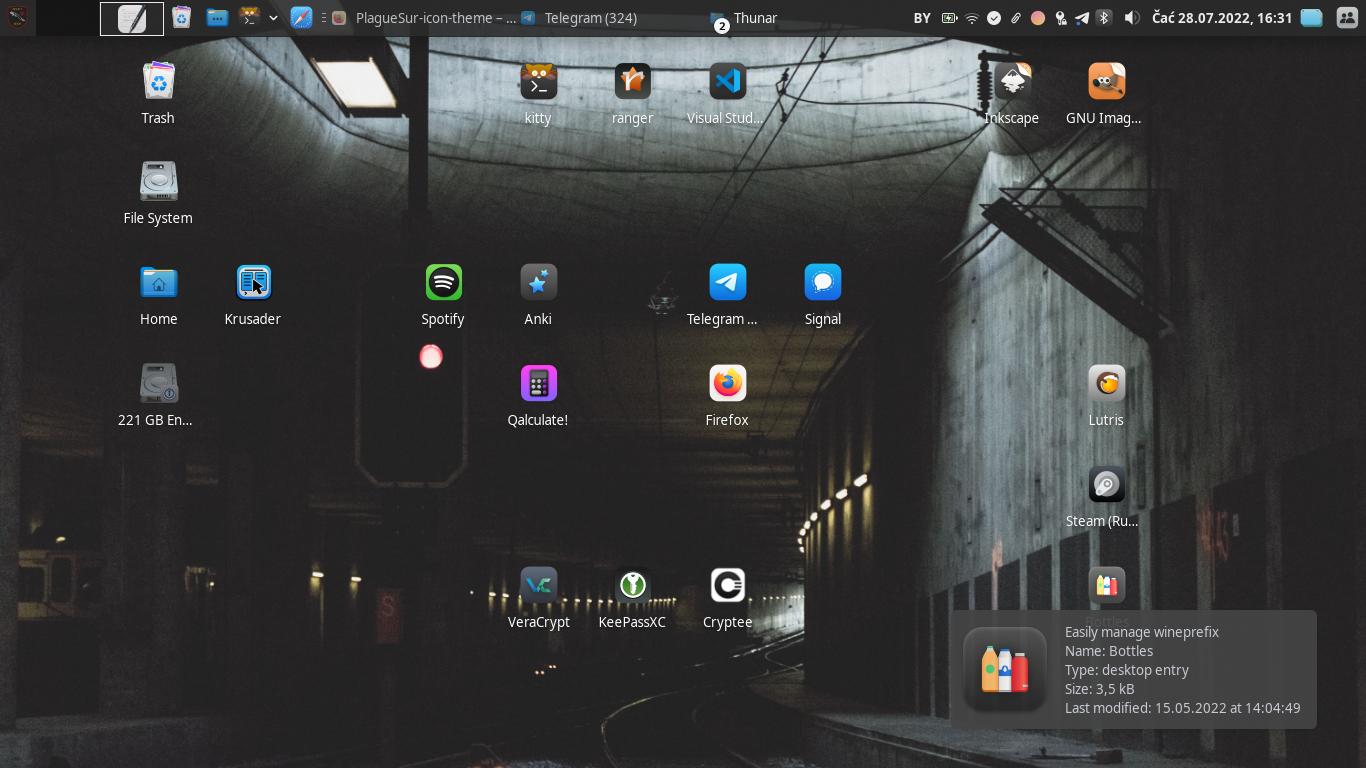 PlagueSur-icon-theme – ...
Telegram (324)
Thunar
2
BY
Čać 28.07.2022, 16:31
Trash
kitty
ranger
Visual Stud...
Inkscape
GNU Imag...
File System
Home
Krusader
Spotify
Anki
Telegram ...
Signal
221 GB En...
Qalculate!
Firefox
Lutris
Steam (Ru...
VeraCrypt
KeePassXC
Cryptee
Bottles
S
Easily manage wineprefix
Name: Bottles
Type: desktop entry
Size: 3,5 kB
Last modified: 15.05.2022 at 14:04:49